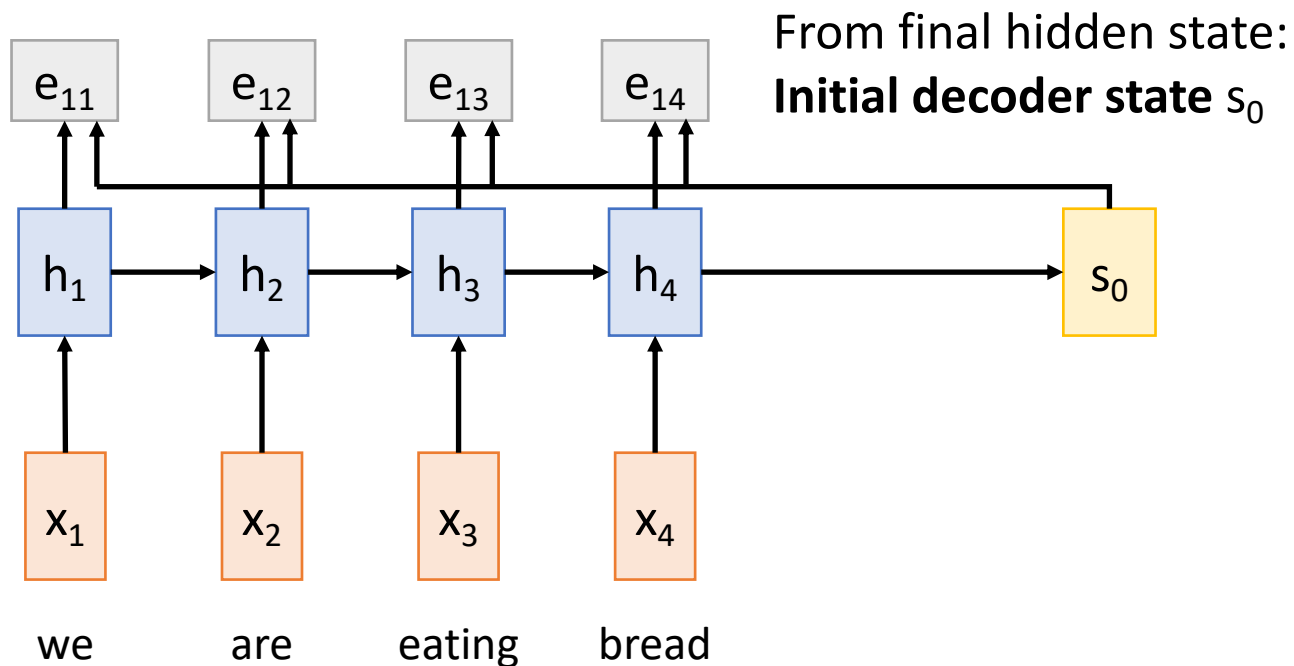 From final hidden state:
Initial decoder state s₀
e₁₁ e₁₂ e₁₃ e₁₄
h₁ h₂ h₃ h₄ s₀
x₁ x₂ x₃ x₄
we are eating bread